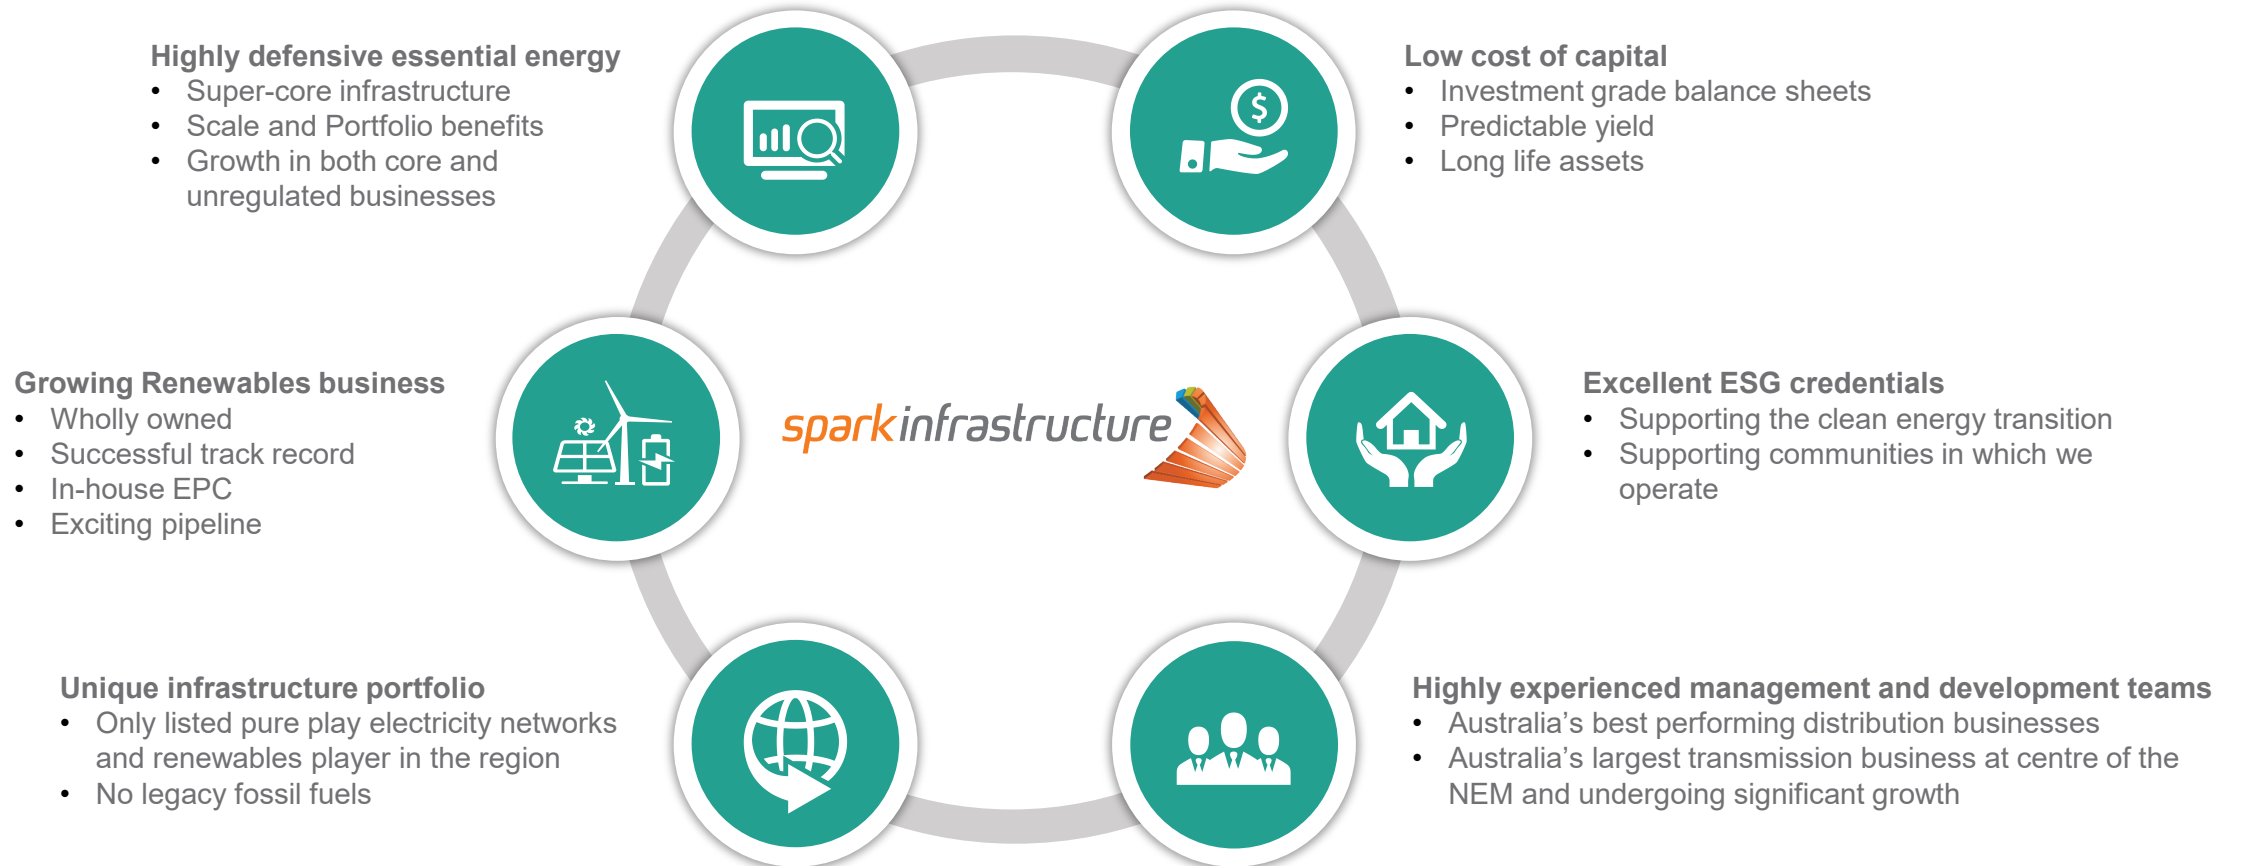 Highly defensive essential energy
• Super-core infrastructure
• Scale and Portfolio benefits
• Growth in both core and
unregulated businesses
Low cost of capital
• Investment grade balance sheets
• Predictable yield
• Long life assets
$
Growing Renewables business
• Wholly owned
• Successful track record
• In-house EPC
• Exciting pipeline
sparkinfrastructure
Excellent ESG credentials
• Supporting the clean energy transition
• Supporting communities in which we
operate
Unique infrastructure portfolio
• Only listed pure play electricity networks
and renewables player in the region
• No legacy fossil fuels
Highly experienced management and development teams
• Australia’s best performing distribution businesses
• Australia’s largest transmission business at centre of the
NEM and undergoing significant growth